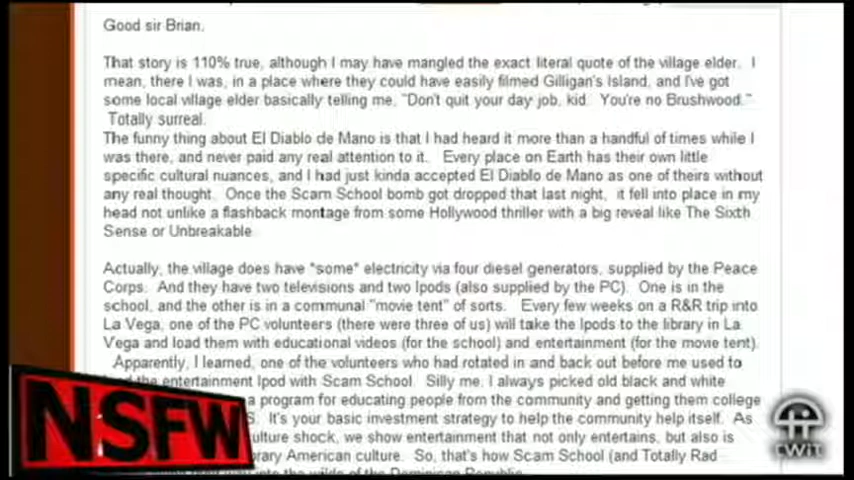 Good sir Brian.
That story is 110% true, although I may have mangled the exact literal quote of the village elder. I
mean, there I was, in a place where they could have easily filmed Gilligan's Island, and I've got
some local village elder basically telling me, "Don't quit your day job, kid. You're no Brushwood."
Totally surreal.
The funny thing about El Diablo de Mano is that I had heard it more than a handful of times while I
was there, and never paid any real attention to it. Every place on Earth has their own little
specific cultural nuances, and I had just kinda accepted El Diablo de Mano as one of theirs without
any real thought. Once the Scam School bomb got dropped that last night, it fell into place in my
head not unlike a flashback montage from some Hollywood thriller with a big reveal like The Sixth
Sense or Unbreakable
Actually, the village does have *some* electricity via four diesel generators, supplied by the Peace
Corps. And they have two televisions and two Ipods (also supplied by the PC). One is in the
school, and the other is in a communal "movie tent" of sorts. Every few weeks on a R&R trip into
La Vega, one of the PC volunteers (there were three of us) will take the Ipods to the library in La
Vega and load them with educational videos (for the school) and entertainment (for the movie tent).
Apparently, I learned, one of the volunteers who had rotated in and back out before me used to
the entertainment Ipod with Scam School. Silly me, I always picked old black and white
a program for educating people from the community and getting them college
S. It's your basic investment strategy to help the community help itself. As
ulture shock, we show entertainment that not only entertains, but also is
rary American culture. So, that's how Scam School (and Totally Rad
into the wilds of the Dominican Republic
NSFW
TWiT